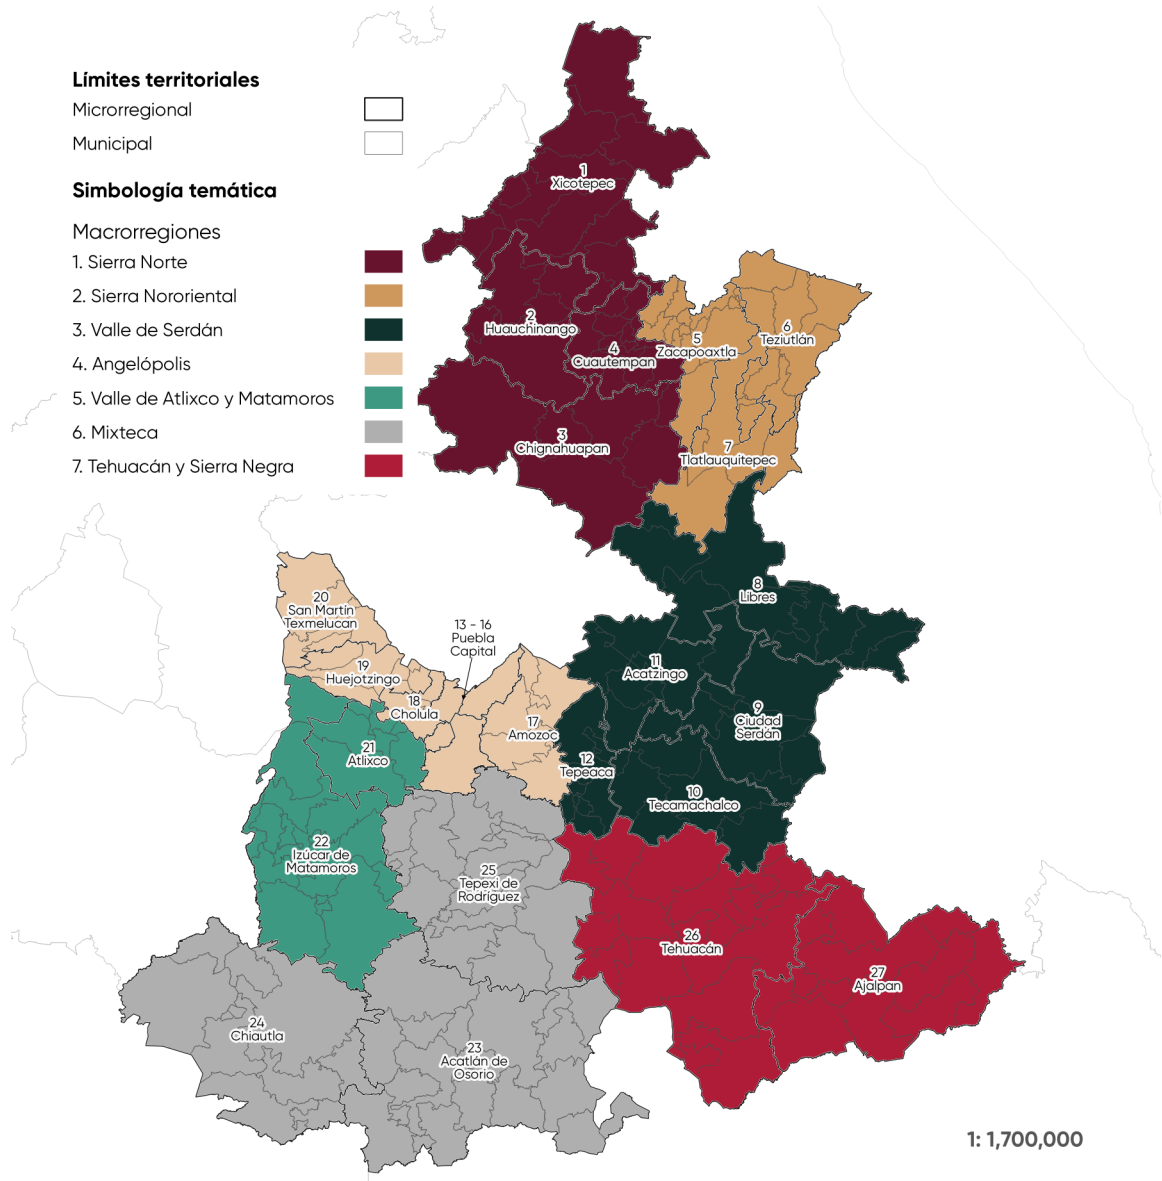 Límites territoriales
Microrregional
Municipal
Simbología temática
Macrorregiones
1. Sierra Norte
2. Sierra Nororiental
3. Valle de Serdán
4. Angelópolis
5. Valle de Atlixco y Matamoros
6. Mixteca
7. Tehuacán y Sierra Negra
1
Xicotepec
2
Huauchinango
4
Cuautempan
5
Zacapoaxtla
6
Teziutlán
3
Chignahuapan
7
Tlatlauquitepec
8
Libres
20
San Martín
Texmelucan
13 - 16
Puebla
Capital
19
Huejotzingo
11
Acatzingo
18
Cholula
17
Amozoc
9
Ciudad
Serdán
21
Atlixco
12
Tepeaca
10
Tecamachalco
22
Izúcar de
Matamoros
25
Tepexi de
Rodríguez
26
Tehuacán
27
Ajalpan
24
Chiautla
23
Acatlán de
Osorio
1: 1,700,000